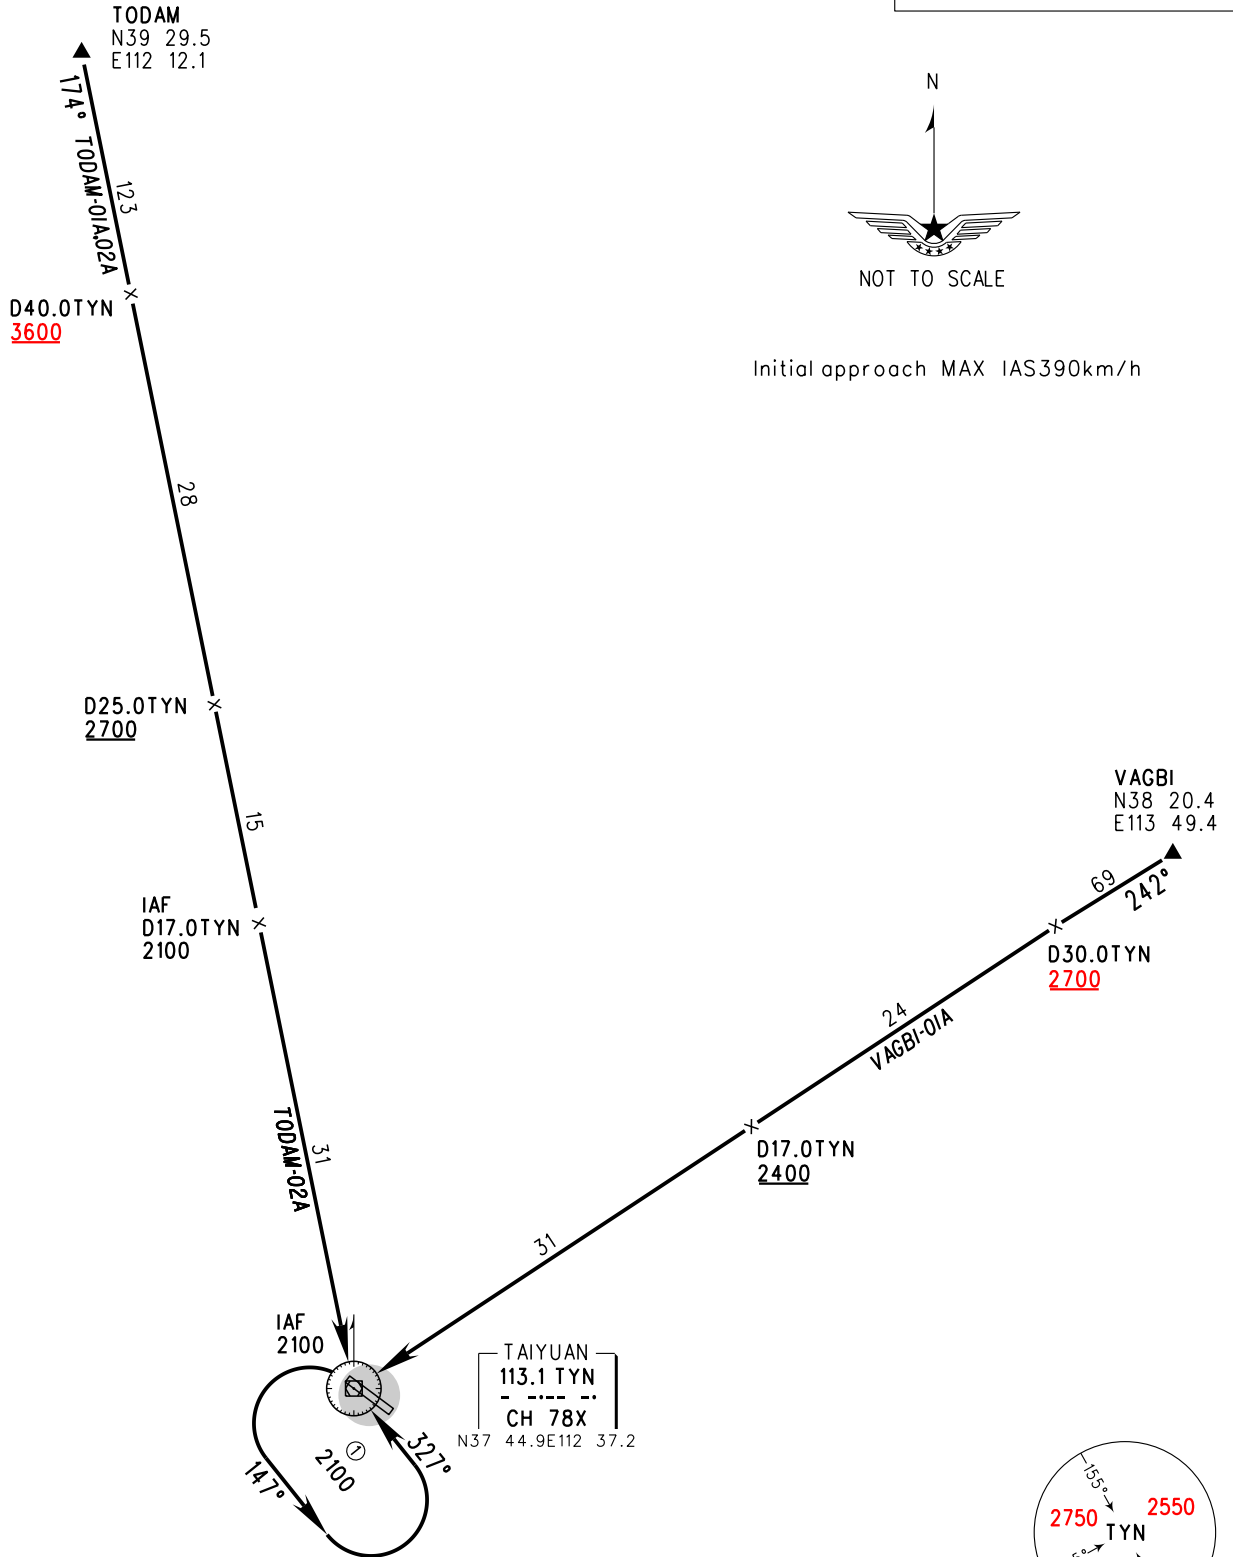 TODAM
N39 29.5
E112 12.1
174° TODAM-01A,02A
123
D40.0TYN
3600
28
D25.0TYN
2700
15
IAF
D17.0TYN
2100
TODAM-02A
31
N
NOT TO SCALE
Initial approach MAX IAS390km/h
VAGBI
N38 20.4
E113 49.4
69
242°
D30.0TYN
2700
24
VAGBI-01A
D17.0TYN
2400
31
IAF
2100
TAIYUAN
113.1 TYN
CH 78X
N37 44.9E112 37.2
①
2100
147°
327°
155°
2750
2550
TYN